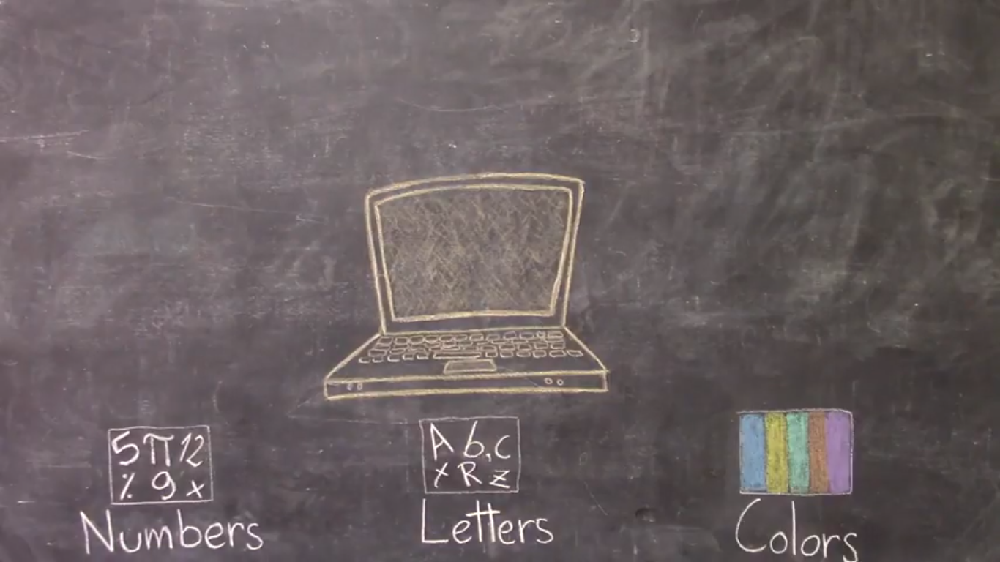 5 π 12
% 9 x
A b, c
Y R z
Numbers
Letters
Colors